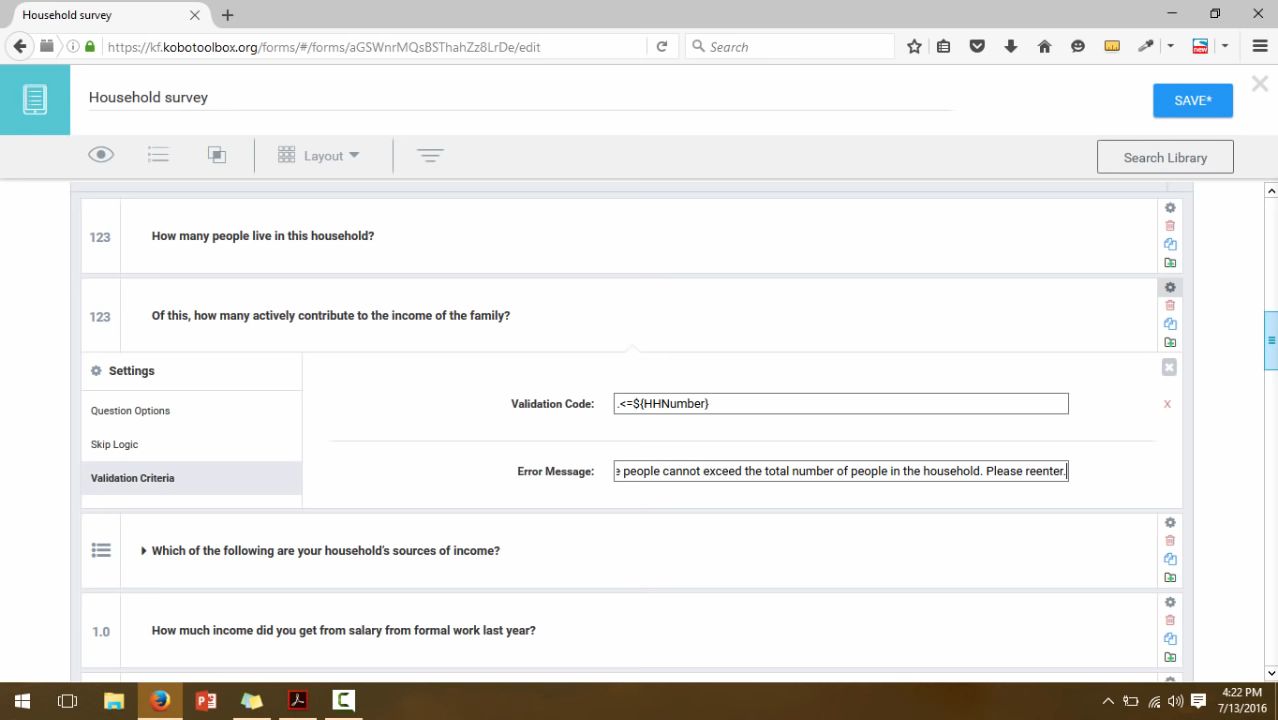 Household survey
https://kf.kobotoolbox.org/forms/#/forms/aGSWnrMQsBSThahZz8LrDe/edit
Search
new
Household survey
SAVE*
Layout
Search Library
123
How many people live in this household?
123
Of this, how many actively contribute to the income of the family?
Settings
Question Options
Skip Logic
Validation Criteria
Validation Code:
.<=${HHNumber}
X
Error Message:
e people cannot exceed the total number of people in the household. Please reenter.
Which of the following are your household's sources of income?
1.0
How much income did you get from salary from formal work last year?
4:22 PM
7/13/2016